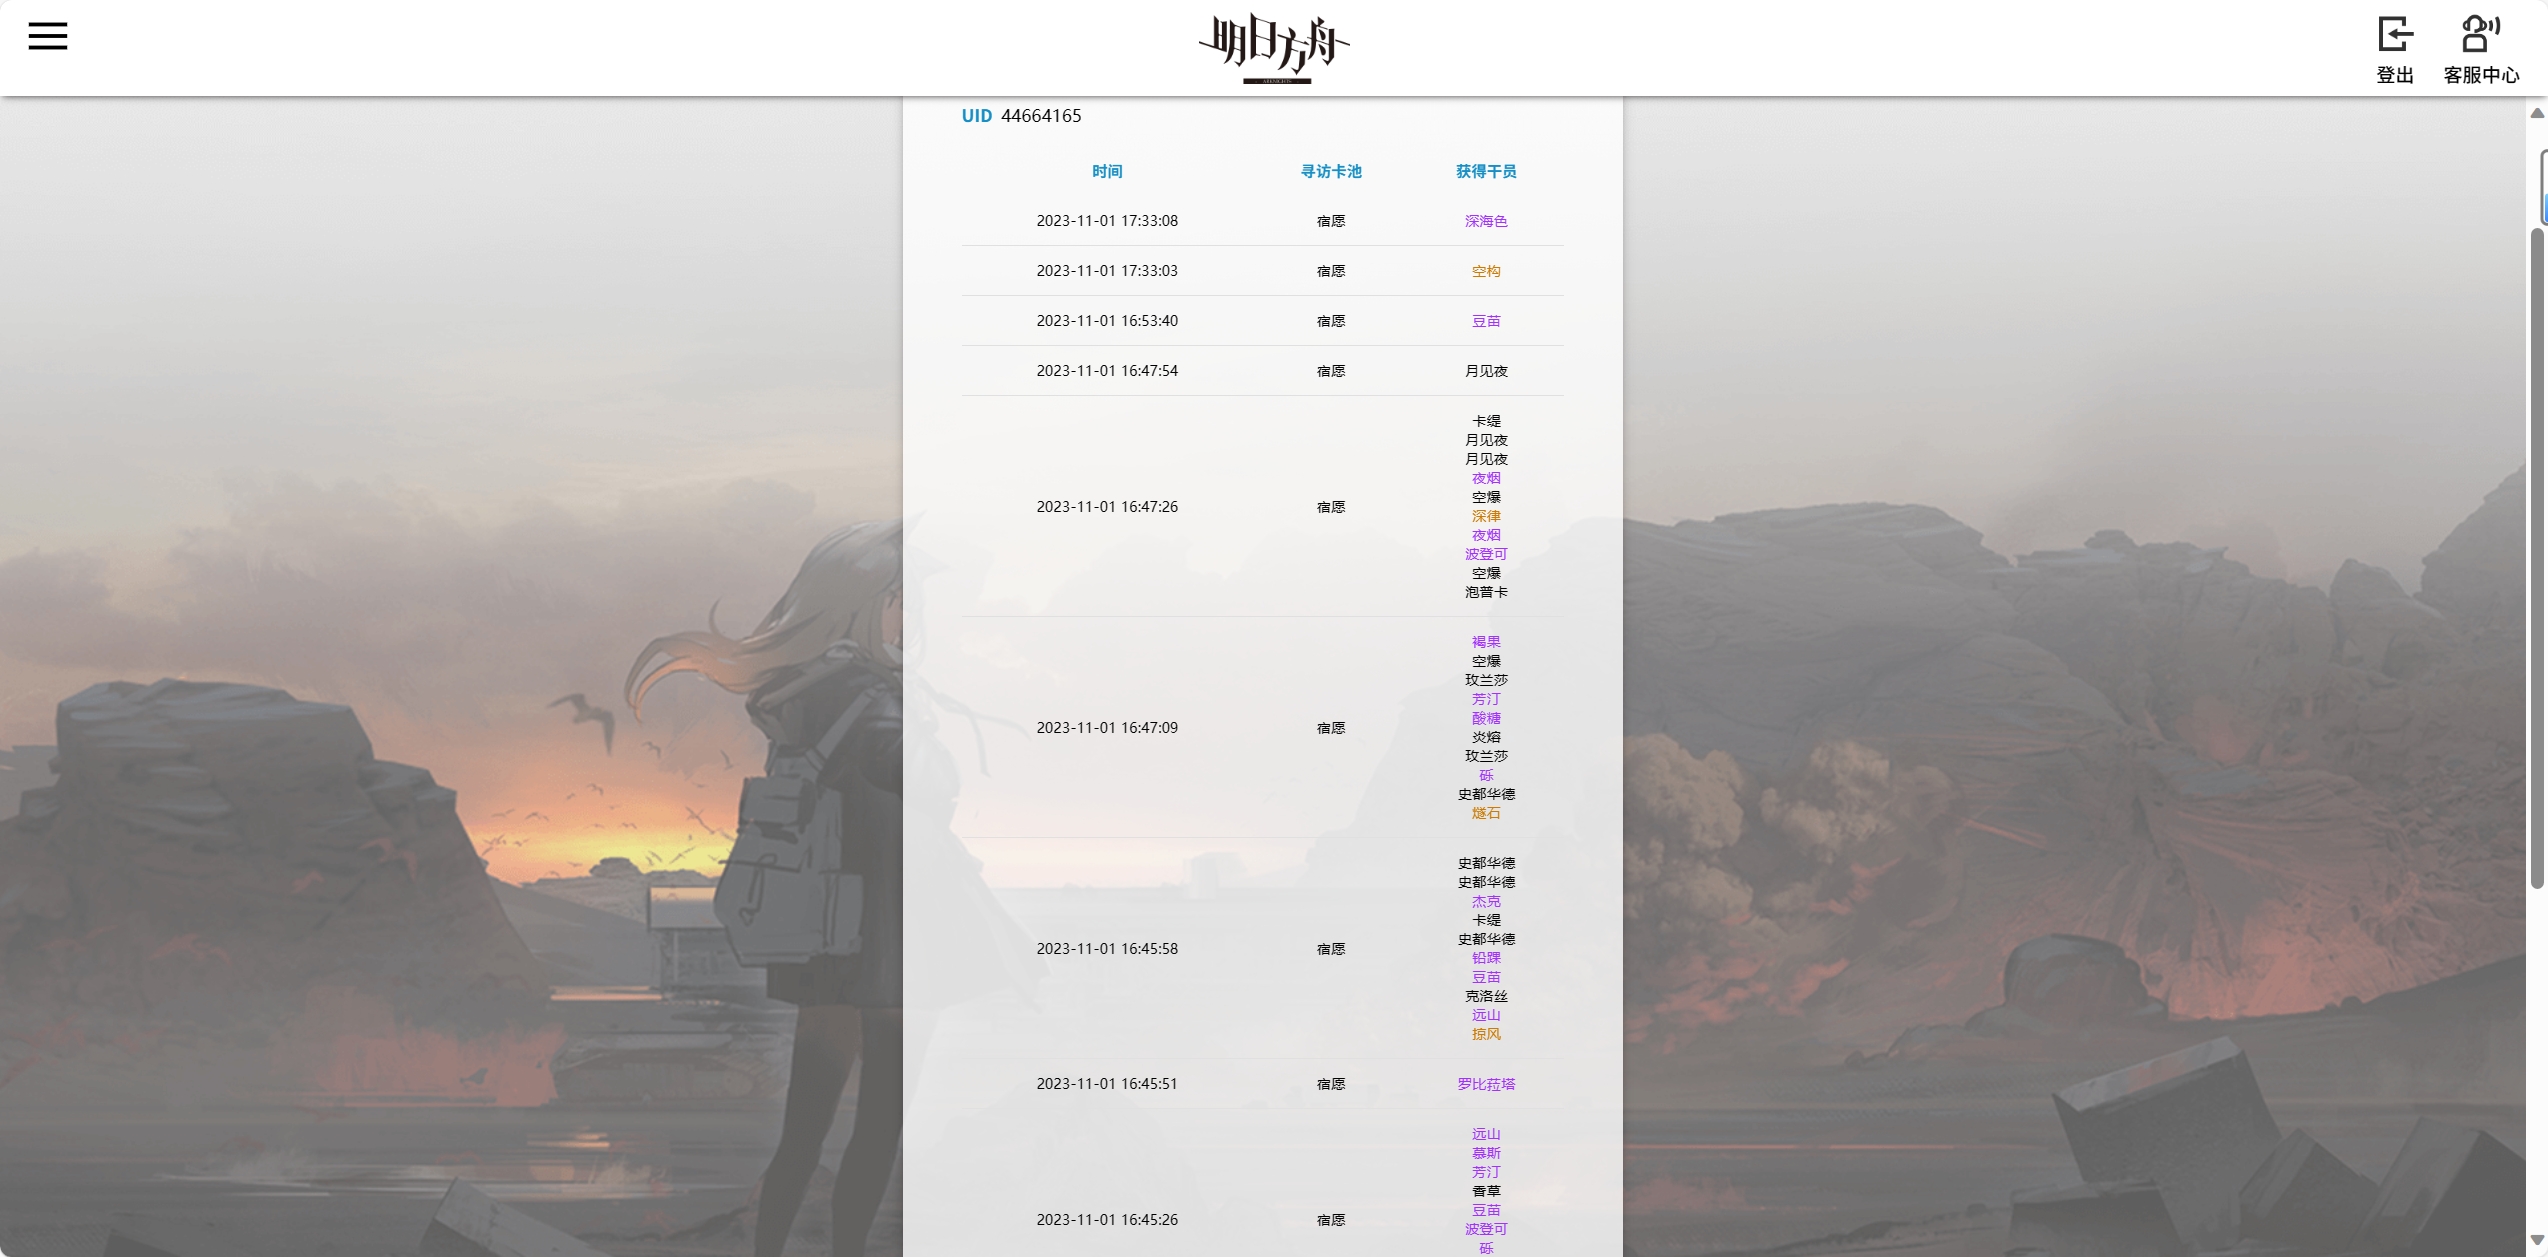 明日方舟
ARKNIGHTS
登出
客服中心
UID 44664165
时间 寻访卡池 获得干员
2023-11-01 17:33:08 宿愿 深海色
2023-11-01 17:33:03 宿愿 空构
2023-11-01 16:53:40 宿愿 豆苗
2023-11-01 16:47:54 宿愿 月见夜
2023-11-01 16:47:26 宿愿
卡缇
月见夜
月见夜
夜烟
空爆
深律
夜烟
波登可
空爆
泡普卡
2023-11-01 16:47:09 宿愿
褐果
空爆
玫兰莎
芳汀
酸糖
炎熔
玫兰莎
砾
史都华德
燧石
2023-11-01 16:45:58 宿愿
史都华德
史都华德
杰克
卡缇
史都华德
铅踝
豆苗
克洛丝
远山
掠风
2023-11-01 16:45:51 宿愿 罗比菈塔
2023-11-01 16:45:26 宿愿
远山
慕斯
芳汀
香草
豆苗
波登可
砾